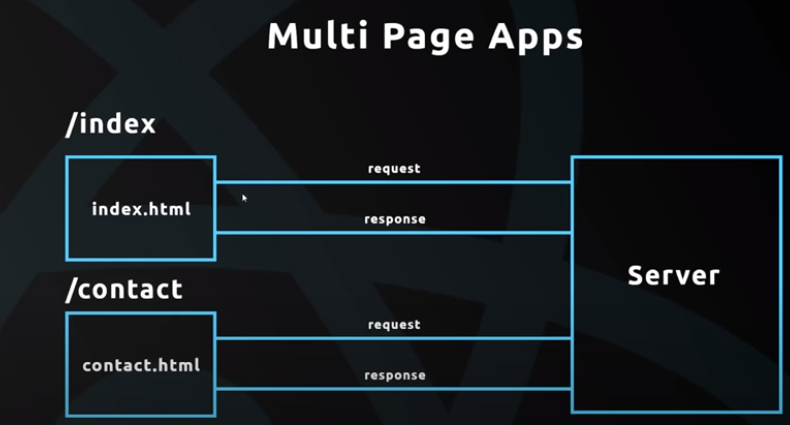 Multi Page Apps
/index
index.html
request
response
Server
/contact
contact.html
request
response